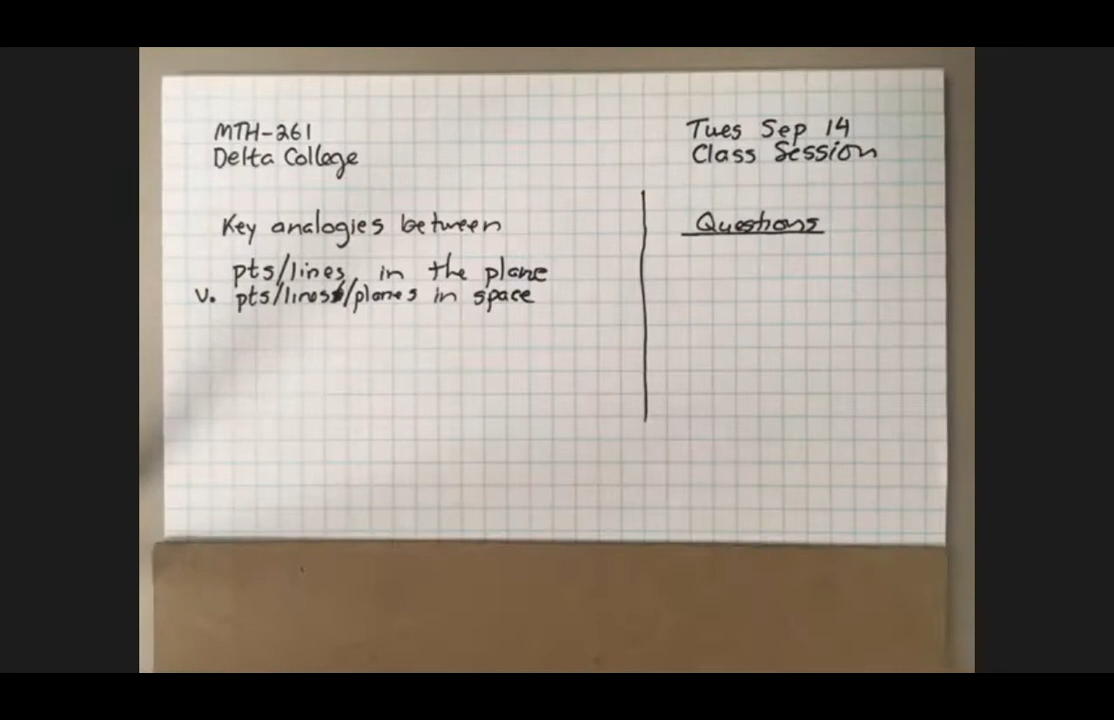 MTH-261
Delta College
Tues Sep 14
Class Session
Key analogies between
pts/lines in the plane
v. pts/lines/planes in space
Questions